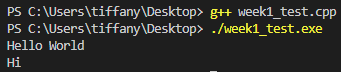 PS C:\Users\tiffany\Desktop> g++ week1_test.cpp
PS C:\Users\tiffany\Desktop> ./week1_test.exe
Hello World
Hi